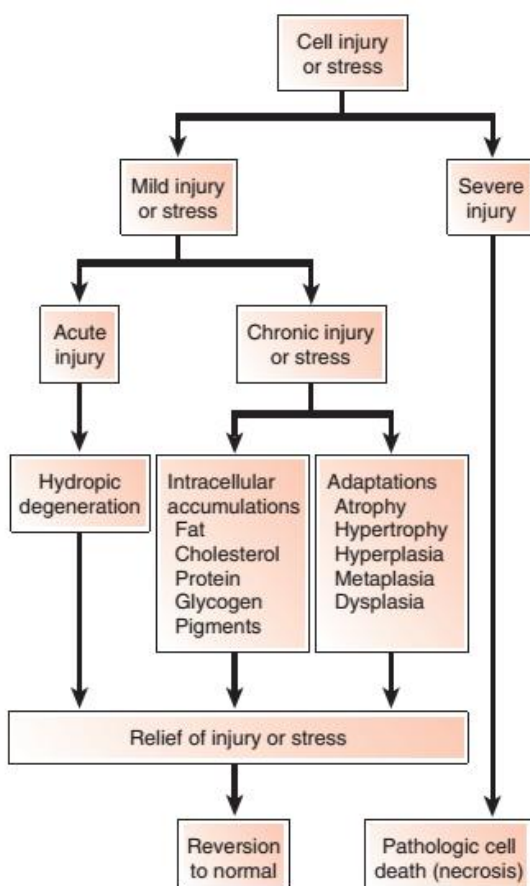 Cell injury
or stress
Mild injury
or stress
Severe
injury
Acute
injury
Chronic injury
or stress
Hydropic
degeneration
Intracellular
accumulations
Fat
Cholesterol
Protein
Glycogen
Pigments
Adaptations
Atrophy
Hypertrophy
Hyperplasia
Metaplasia
Dysplasia
Relief of injury or stress
Reversion
to normal
Pathologic cell
death (necrosis)